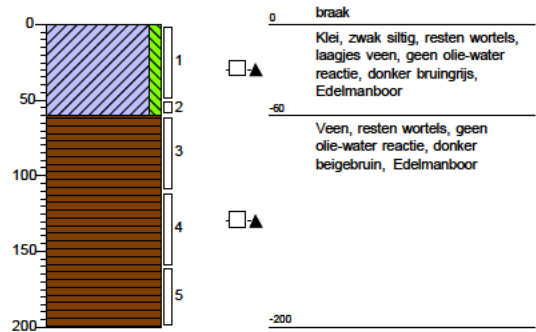 0
50
100
150
200
1
2
3
4
5
0
braak
Klei, zwak siltig, resten wortels,
laagjes veen, geen olie-water
reactie, donker bruingrijs,
Edelmanboor
-60
Veen, resten wortels, geen
olie-water reactie, donker
beigebruin, Edelmanboor
-200